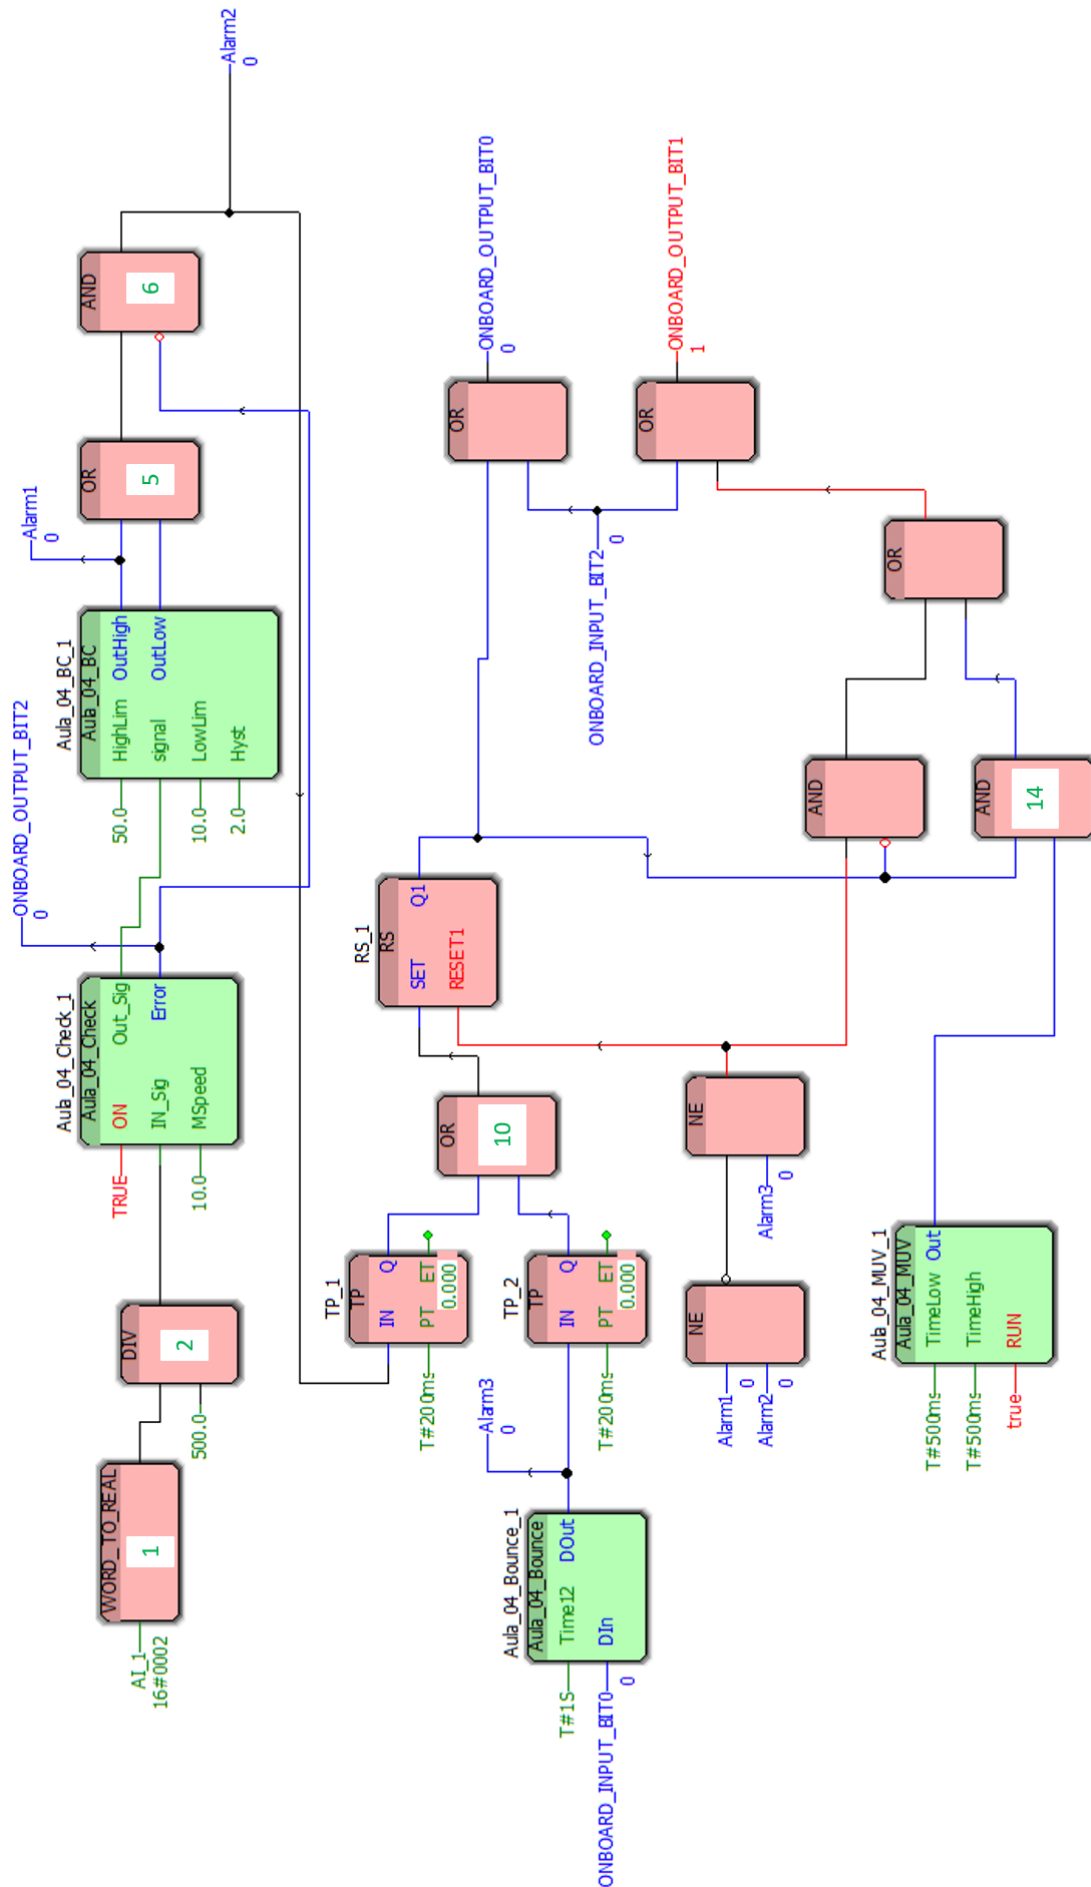 AI_1
16#0002
WORD_TO_REAL
1
DIV
2
500.0
Aula_04_Check_1
Aula_04_Check
TRUE
ON
Out_Sig
IN_Sig
Error
10.0
MSpeed
ONBOARD_OUTPUT_BIT2
0
Aula_04_BC_1
Aula_04_BC
50.0
HighLim
OutHigh
signal
OutLow
10.0
LowLim
2.0
Hyst
Alarm1
0
OR
5
AND
6
Alarm2
0
ONBOARD_INPUT_BIT0
0
T#1S
Aula_04_Bounce_1
Aula_04_Bounce
Time12
DOut
DIn
Alarm3
0
TP_1
TP
IN
Q
T#200ms
PT
ET
0.000
TP_2
TP
IN
Q
T#200ms
PT
ET
0.000
OR
10
RS_1
RS
SET
Q1
RESET1
Alarm1
0
Alarm2
0
NE
Alarm3
0
NE
Aula_04_MUV_1
Aula_04_MUV
T#500ms
TimeLow
Out
T#500ms
TimeHigh
true
RUN
AND
AND
14
OR
ONBOARD_INPUT_BIT2
0
OR
ONBOARD_OUTPUT_BIT0
0
OR
ONBOARD_OUTPUT_BIT1
1